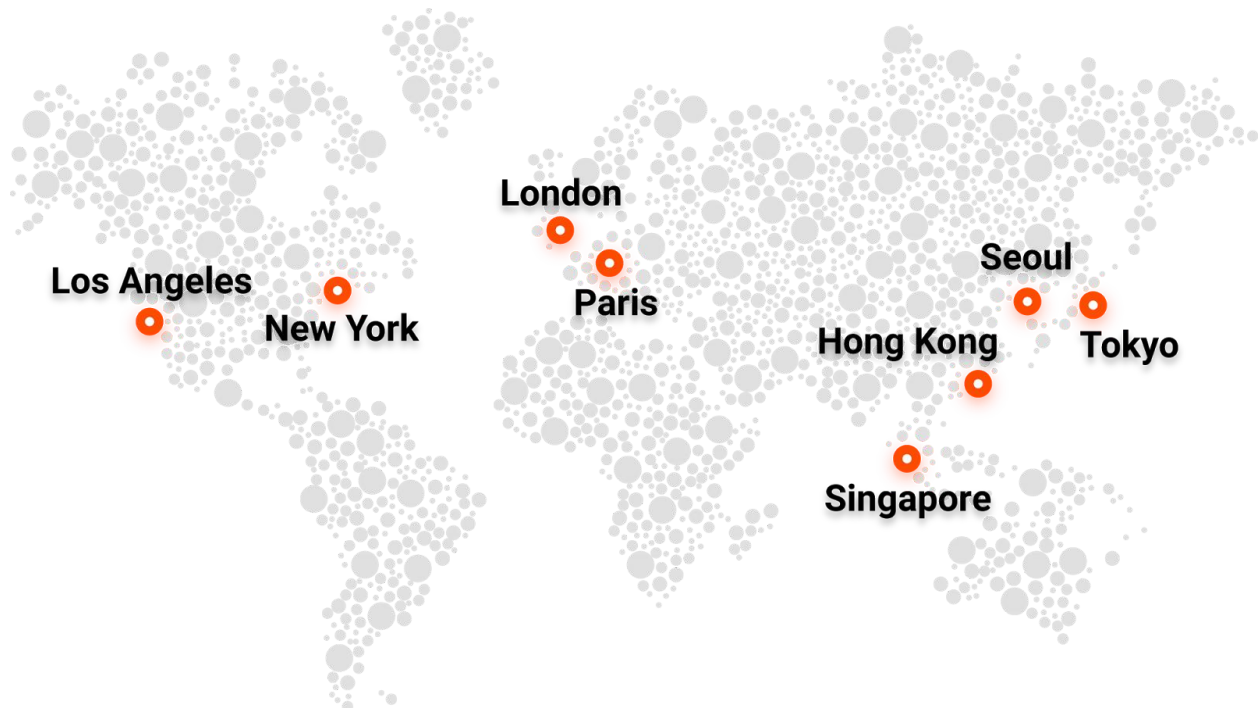 London
Seoul
Los Angeles
Paris
New York
Hong Kong
Tokyo
Singapore